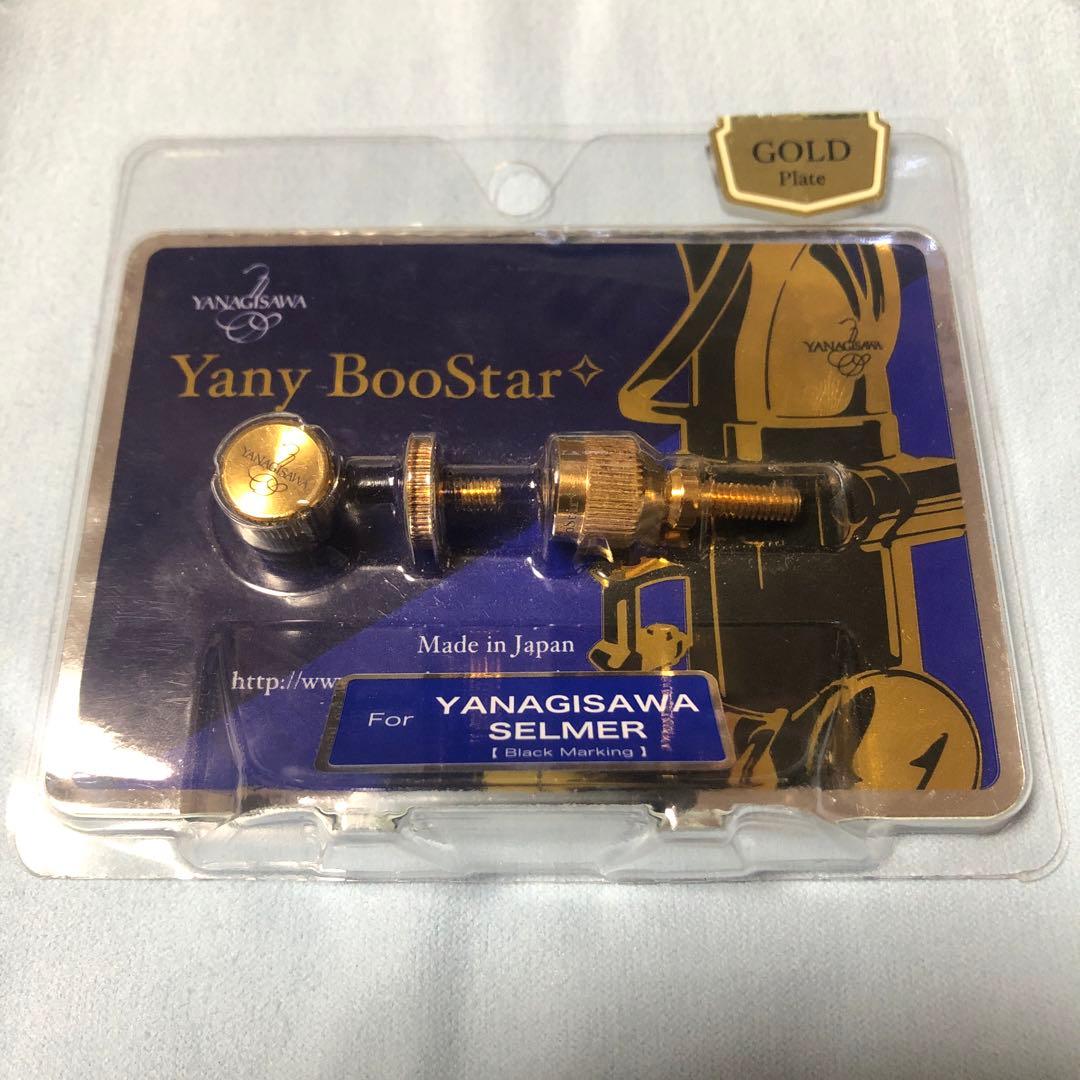 GOLD
Plate
YANAGISAWA
Yany BooStar
YANAGISAWA
YANAGISAWA
Made in Japan
http://www
For YANAGISAWA
SELMER
【 Black Marking 】